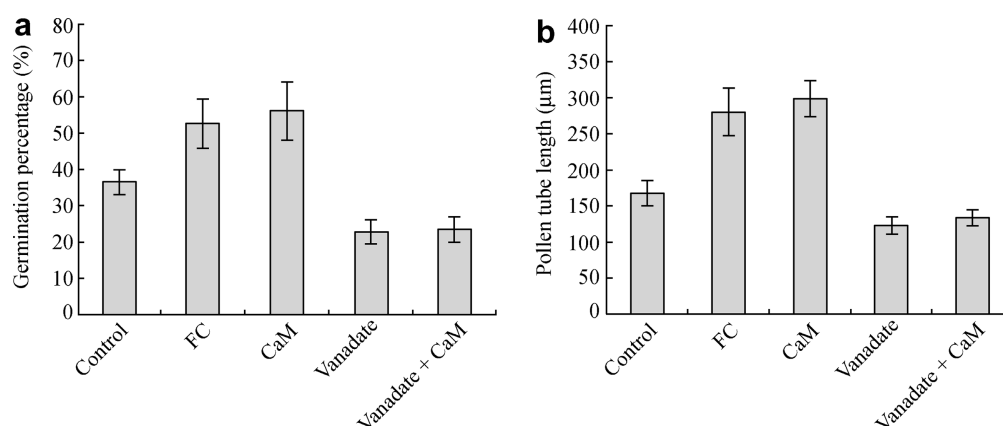 a
Germination percentage (%)
80
70
60
50
40
30
20
10
0
Control
FC
CaM
Vanadate
Vanadate + CaM
b
Pollen tube length (μm)
400
350
300
250
200
150
100
50
0
Control
FC
CaM
Vanadate
Vanadate + CaM